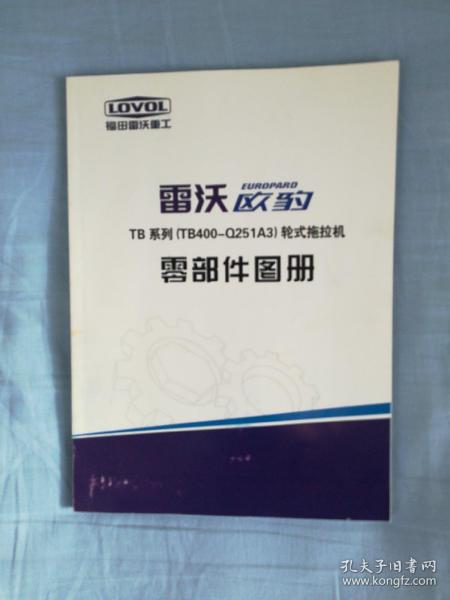 LOVOL
福田雷沃重工
EUROPARD
雷沃 欧豹
TB 系列(TB400-Q251A3)轮式拖拉机
零部件图册
孔夫子旧书网
www.kongfz.com